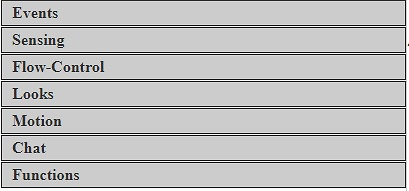 Events
Sensing
Flow-Control
Looks
Motion
Chat
Functions